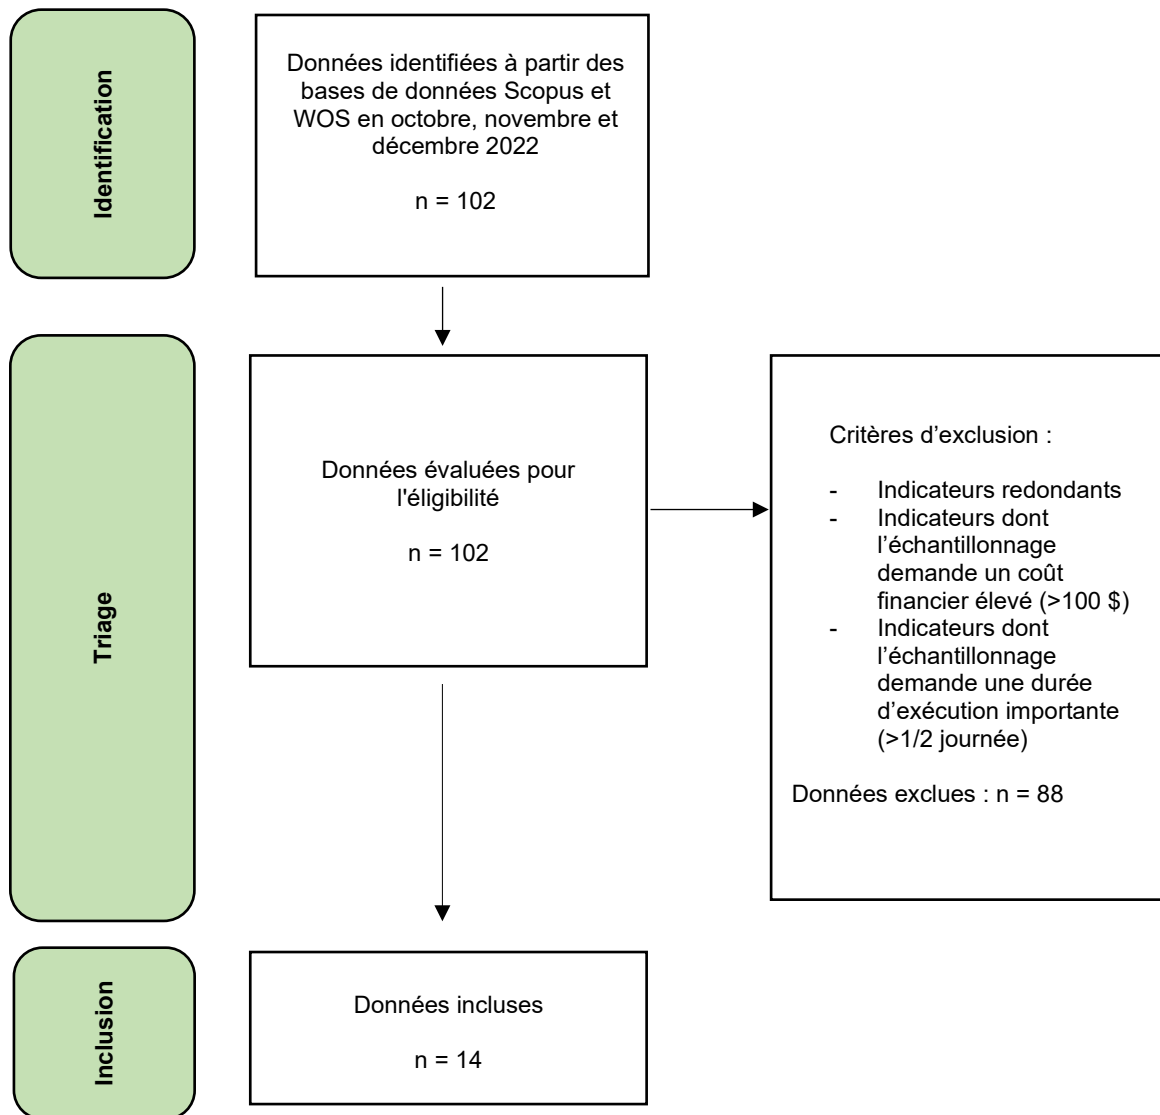 Identification
Données identifiées à partir des
bases de données Scopus et
WOS en octobre, novembre et
décembre 2022
n = 102
Triage
Données évaluées pour
l'éligibilité
n = 102
Critères d’exclusion :
- Indicateurs redondants
- Indicateurs dont
l’échantillonnage
demande un coût
financier élevé (>100 $)
- Indicateurs dont
l’échantillonnage
demande une durée
d’exécution importante
(>1/2 journée)
Données exclues : n = 88
Inclusion
Données incluses
n = 14